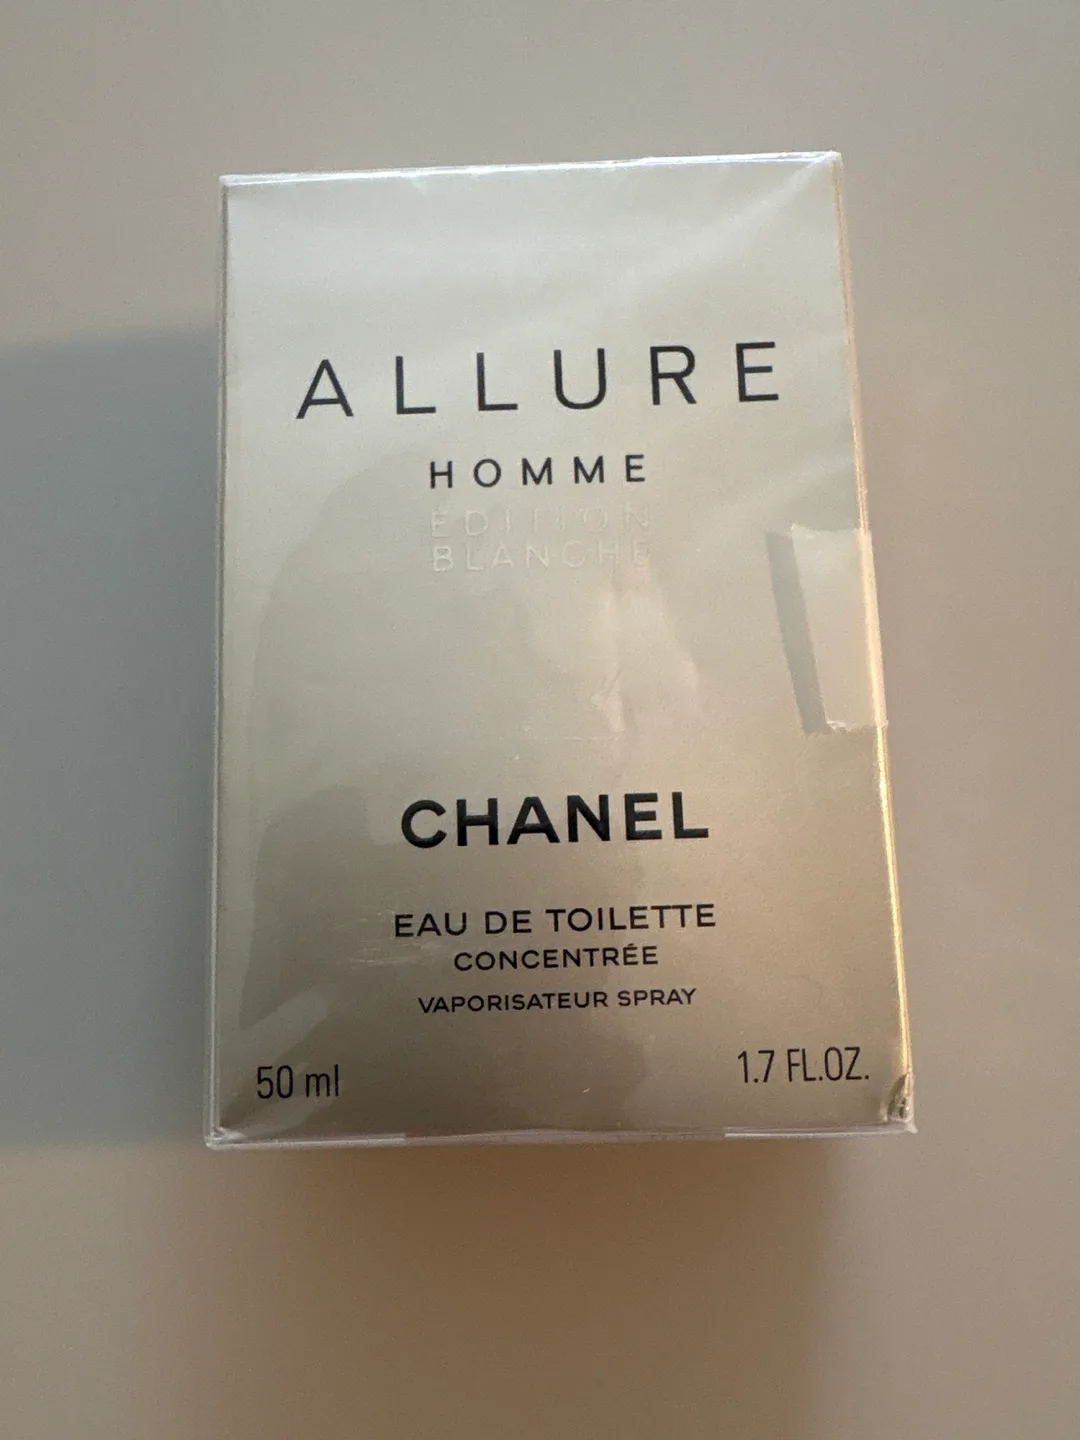 ALLURE
HOMME
EDITION
BLANCHE
CHANEL
EAU DE TOILETTE
CONCENTRÉE
VAPORISATEUR SPRAY
50 ml
1.7 FL.OZ.